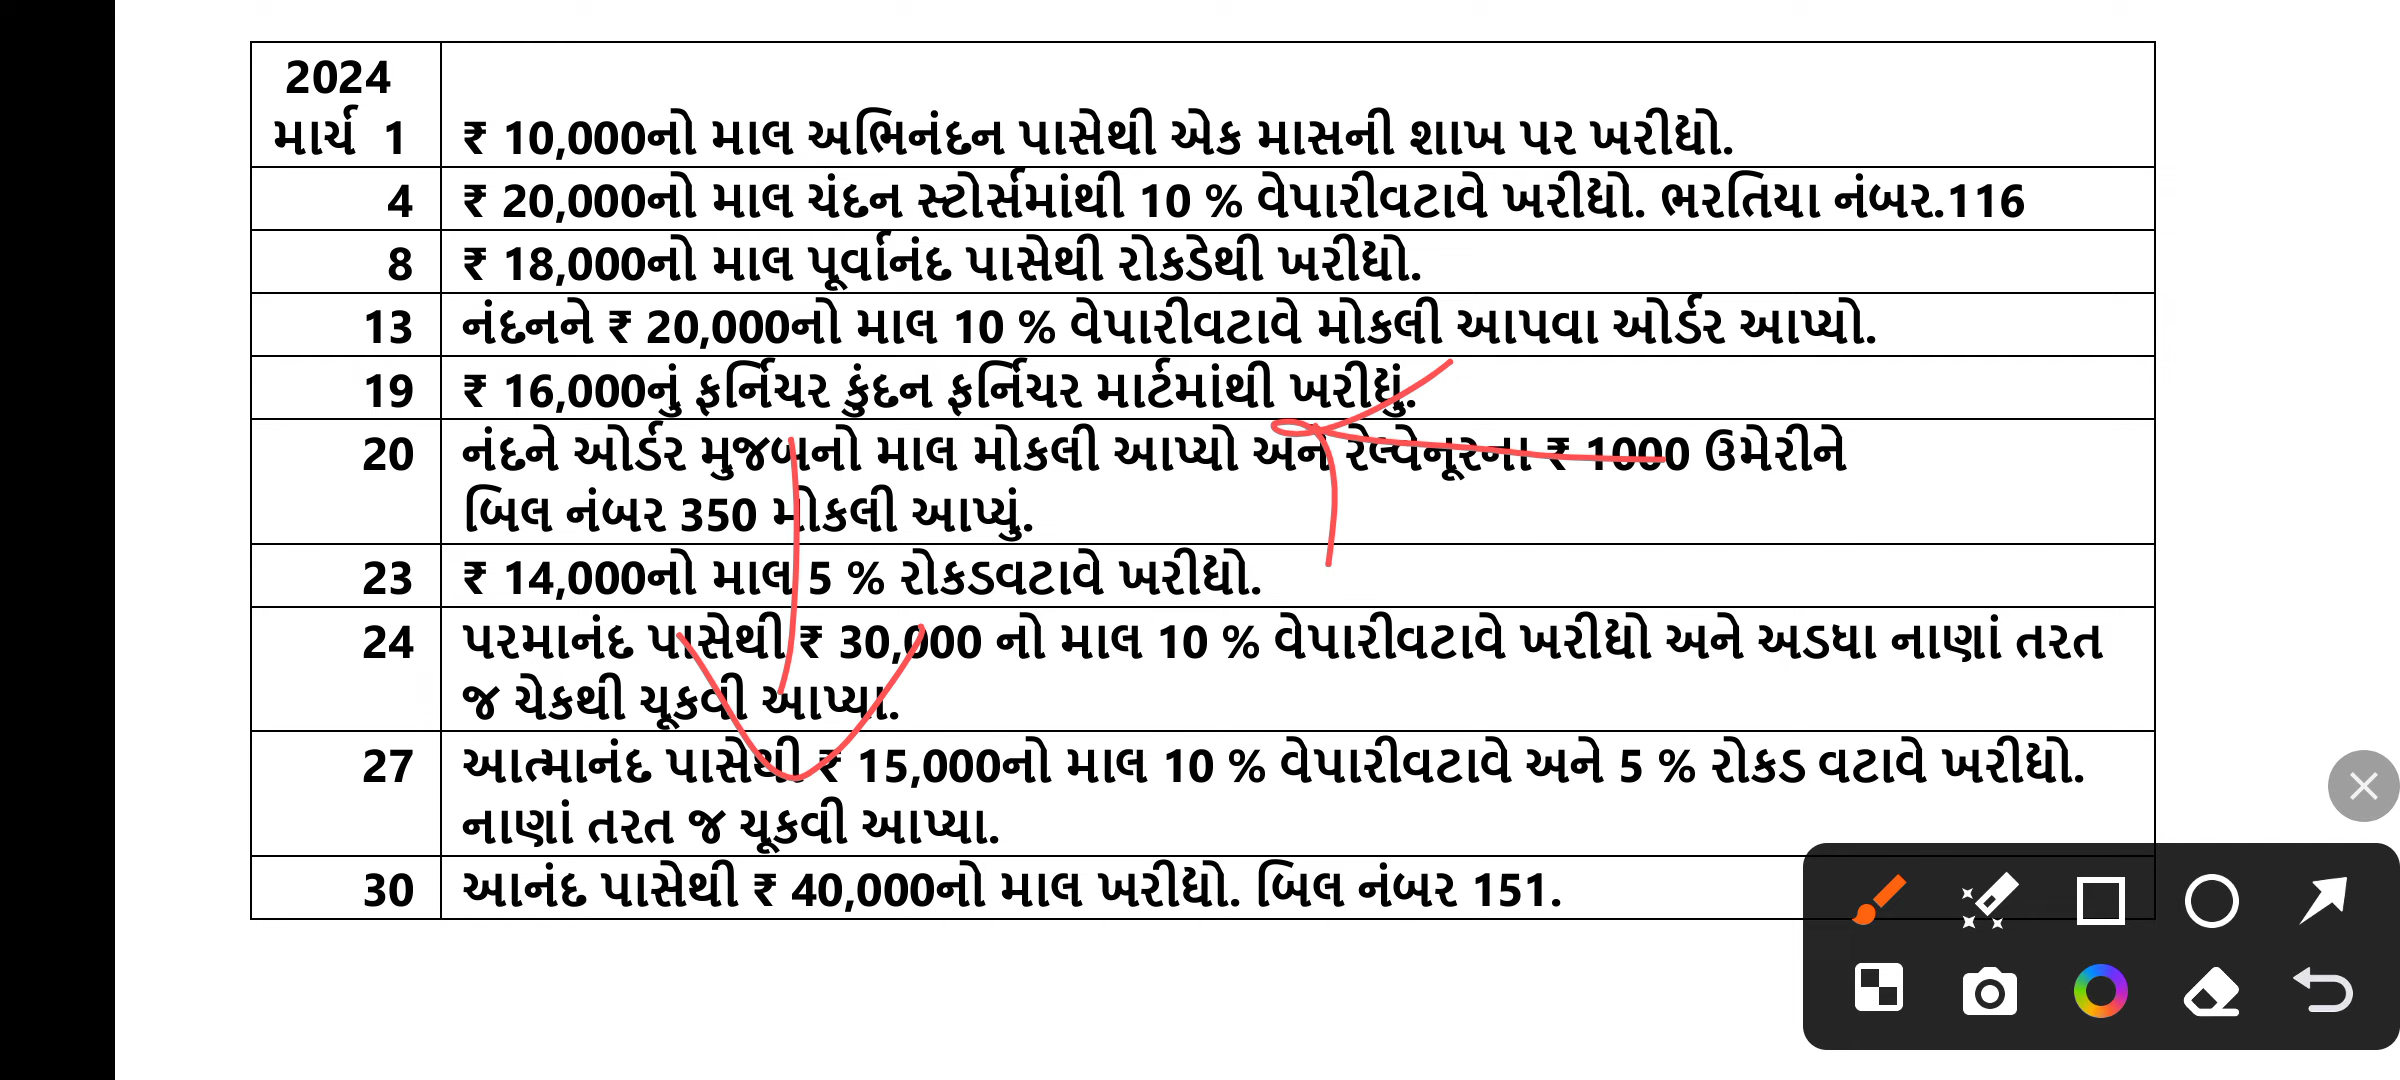 2024
માર્ચ 1 ₹ 10,000નો માલ અભિનંદન પાસેથી એક માસની શાખ પર ખરીધો.
4 ₹ 20,000નો માલ ચંદન સ્ટોર્સમાંથી 10 % વેપારીવટાવે ખરીધો. ભરતિયા નંબર.116
8 ₹ 18,000નો માલ પૂર્વાનંદ પાસેથી રોકડેથી ખરીધો.
13 નંદનને ₹ 20,000નો માલ 10 % વેપારીવટાવે મોકલી આપવા ઓર્ડર આપ્યો.
19 ₹ 16,000નું ફર્નિચર કુંદન ફર્નિચર માર્ટમાંથી ખરીધું.
20 નંદને ઓર્ડર મુજબનો માલ મોકલી આપ્યો અને રેલ્વેનૂરના ₹ 1000 ઉમેરીને
બિલ નંબર 350 મોકલી આપ્યું.
23 ₹ 14,000નો માલ 5 % રોકડવટાવે ખરીધો.
24 પરમાનંદ પાસેથી ₹ 30,000 નો માલ 10 % વેપારીવટાવે ખરીધો અને અડધા નાણાં તરત
જ ચેકથી ચૂકવી આપ્યા.
27 આત્માનંદ પાસેથી ₹ 15,000નો માલ 10 % વેપારીવટાવે અને 5 % રોકડ વટાવે ખરીધો.
નાણાં તરત જ ચૂકવી આપ્યા.
30 આનંદ પાસેથી ₹ 40,000નો માલ ખરીધો. બિલ નંબર 151.